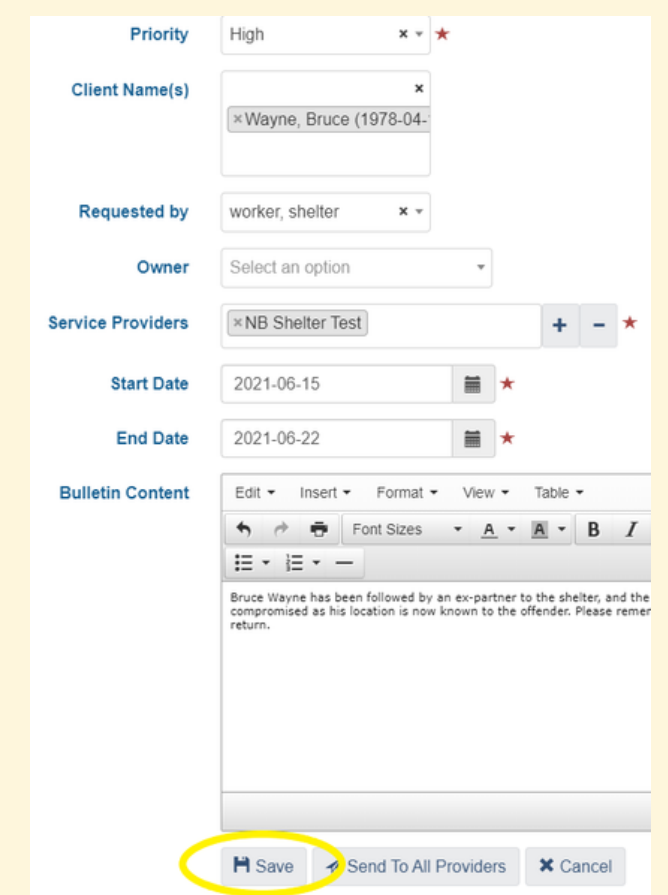 Priority High × ★
Client Name(s) ×
×Wayne, Bruce (1978-04-
Requested by worker, shelter ×
Owner Select an option
Service Providers ×NB Shelter Test + − ★
Start Date 2021-06-15 ★
End Date 2021-06-22 ★
Bulletin Content Edit Insert Format View Table
Font Sizes A A B I
Bruce Wayne has been followed by an ex-partner to the shelter, and the
compromised as his location is now known to the offender. Please
return.
Save Send To All Providers Cancel